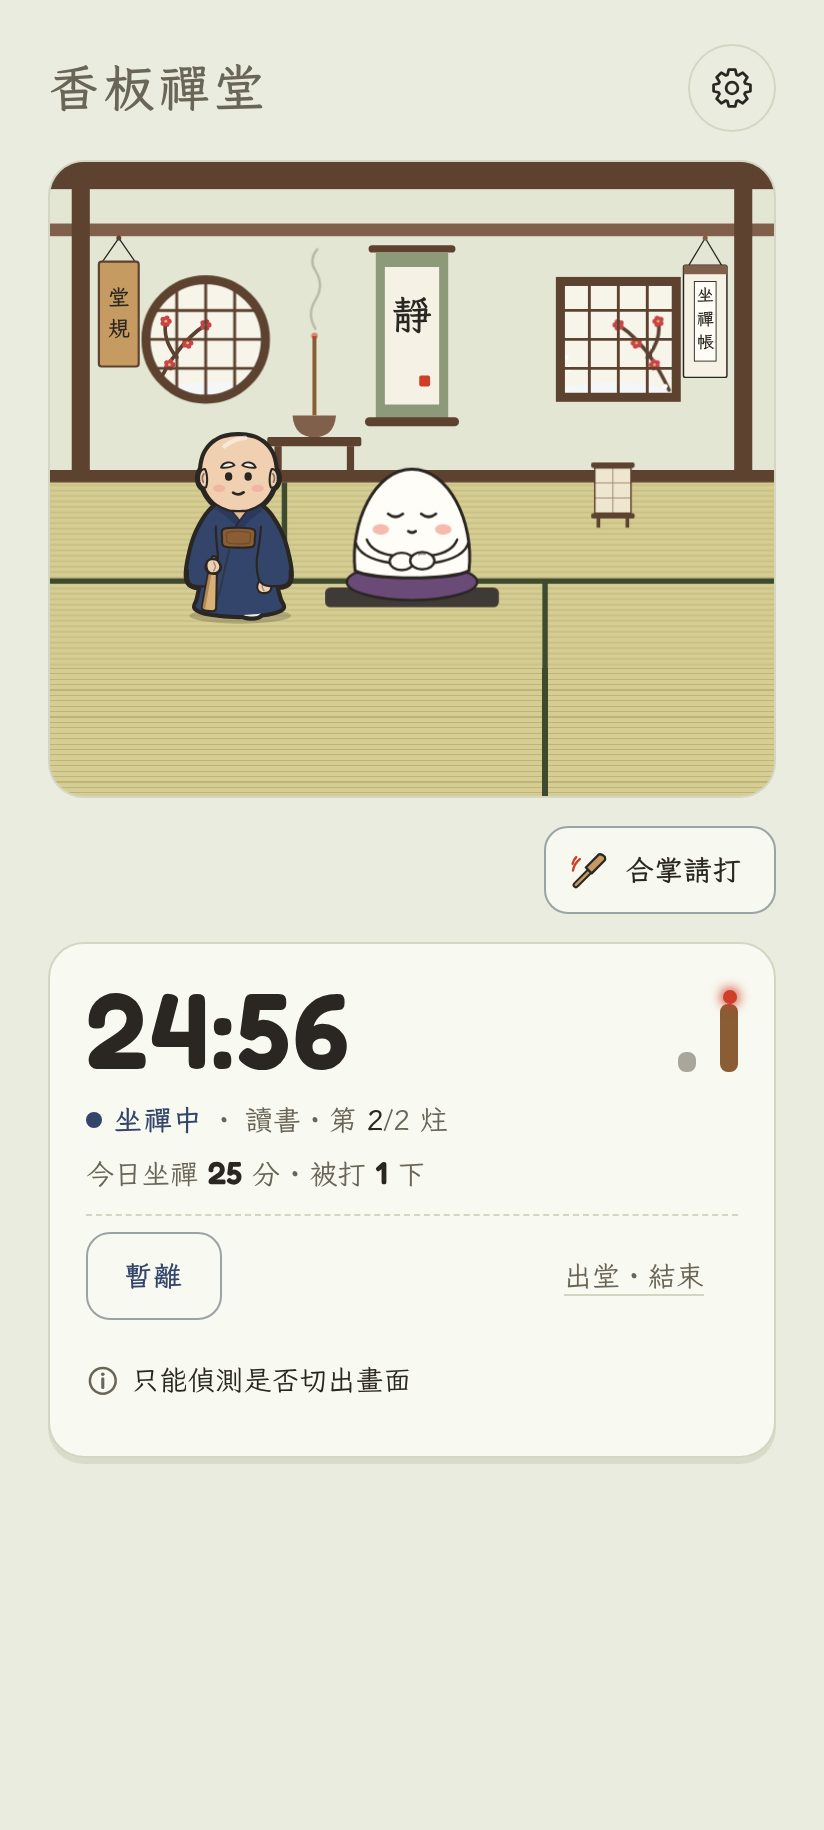 香板禪堂
堂規
靜
坐禪帳
合掌請打
24:56
坐禪中 · 讀書 · 第 2/2 炷
今日坐禪 25 分 · 被打 1 下
暫離
出堂 · 結束
只能偵測是否切出畫面